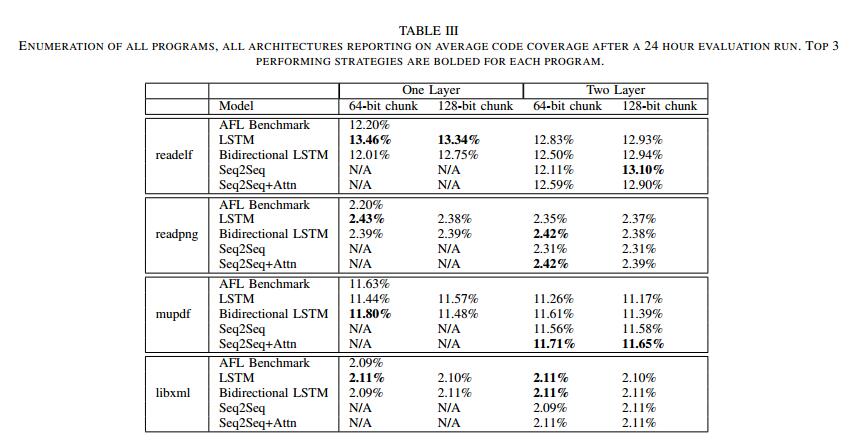 TABLE III
ENUMERATION OF ALL PROGRAMS, ALL ARCHITECTURES REPORTING ON AVERAGE CODE COVERAGE AFTER A 24 HOUR EVALUATION RUN. TOP 3
PERFORMING STRATEGIES ARE BOLDED FOR EACH PROGRAM.
One Layer Two Layer
Model 64-bit chunk 128-bit chunk 64-bit chunk 128-bit chunk
AFL Benchmark 12.20%
LSTM 13.46% 13.34% 12.83% 12.93%
readelf Bidirectional LSTM 12.01% 12.75% 12.50% 12.94%
Seq2Seq N/A N/A 12.11% 13.10%
Seq2Seq+Attn N/A N/A 12.59% 12.90%
AFL Benchmark 2.20%
LSTM 2.43% 2.38% 2.35% 2.37%
readpng Bidirectional LSTM 2.39% 2.39% 2.42% 2.38%
Seq2Seq N/A N/A 2.31% 2.31%
Seq2Seq+Attn N/A N/A 2.42% 2.39%
AFL Benchmark 11.63%
LSTM 11.44% 11.57% 11.26% 11.17%
mupdf Bidirectional LSTM 11.80% 11.48% 11.61% 11.39%
Seq2Seq N/A N/A 11.56% 11.58%
Seq2Seq+Attn N/A N/A 11.71% 11.65%
AFL Benchmark 2.09%
LSTM 2.11% 2.10% 2.11% 2.10%
libxml Bidirectional LSTM 2.09% 2.11% 2.11% 2.11%
Seq2Seq N/A N/A 2.09% 2.11%
Seq2Seq+Attn N/A N/A 2.11% 2.11%